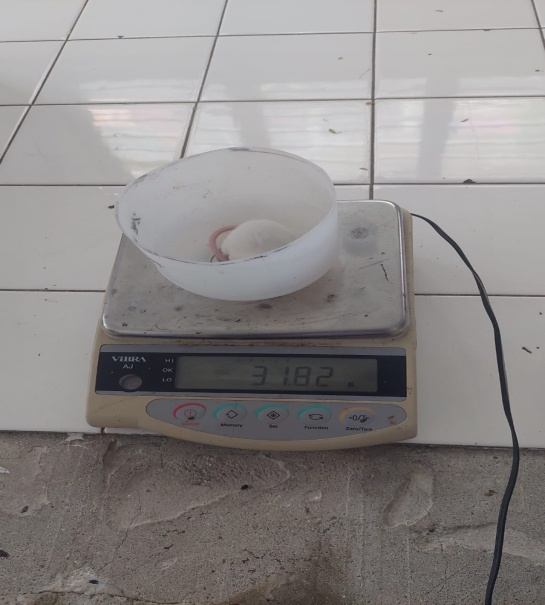 VIBRA
AJ
HI
OK
LO
31.82 g
Memory
Set
Function
Zero/Tare